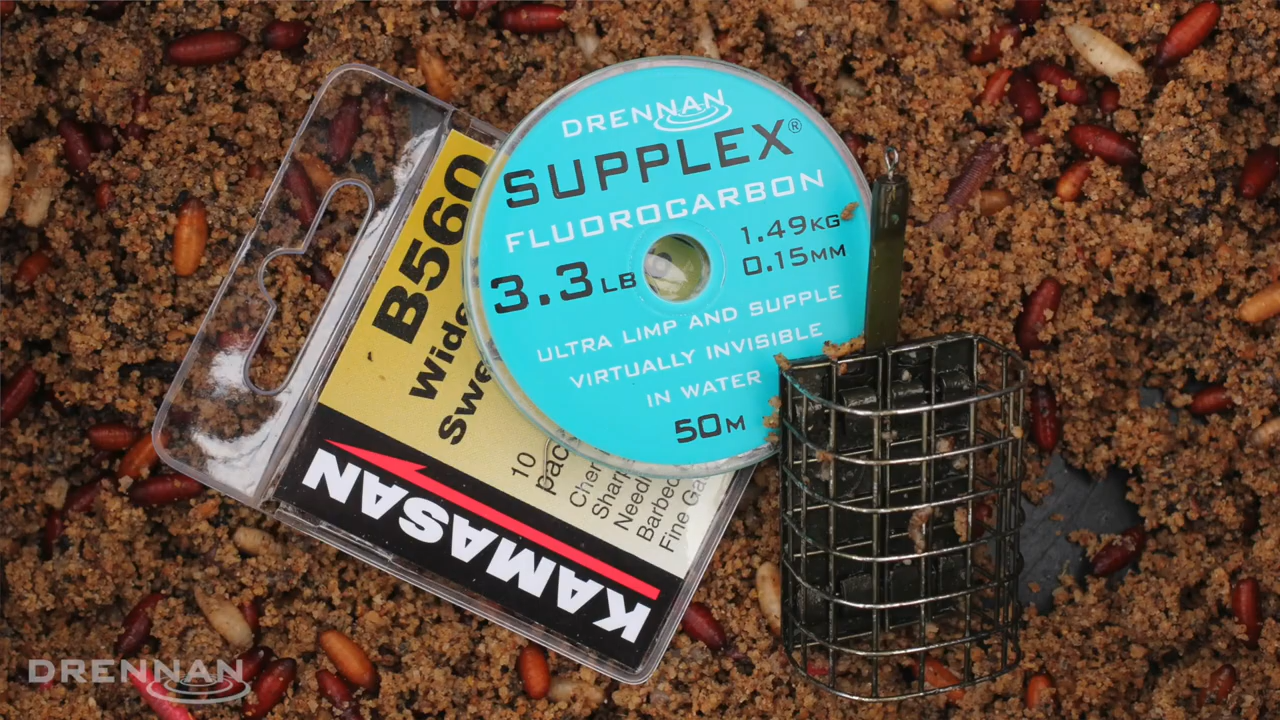 DRENNAN
SUPPLEX®
FLUOROCARBON
3.3LB
1.49KG
0.15MM
ULTRA LIMP AND SUPPLE
VIRTUALLY INVISIBLE
IN WATER
50M
B560
10
KAMASAN
DRENNAN